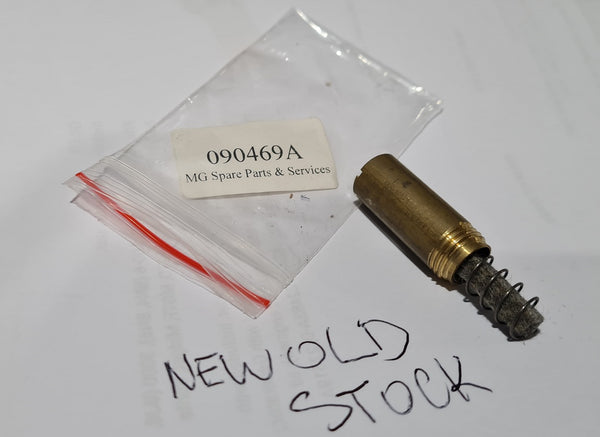 090469A
MG Spare Parts & Services
NEW OLD
STOCK